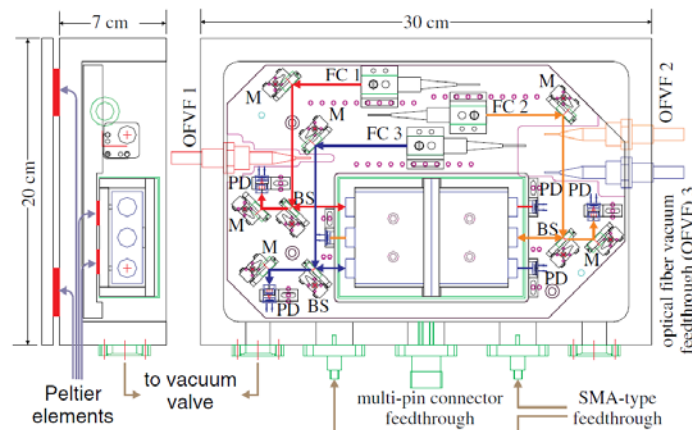 7 cm
30 cm
20 cm
OFVF 1
M
FC 1
FC 2
M
M
FC 3
OFVF 2
PD
BS
M
PD
PD
M
BS
M
PD
BS
PD
optical fiber vacuum
feedthrough (OFVF) 3
Peltier
elements
to vacuum
valve
multi-pin connector
feedthrough
SMA-type
feedthrough